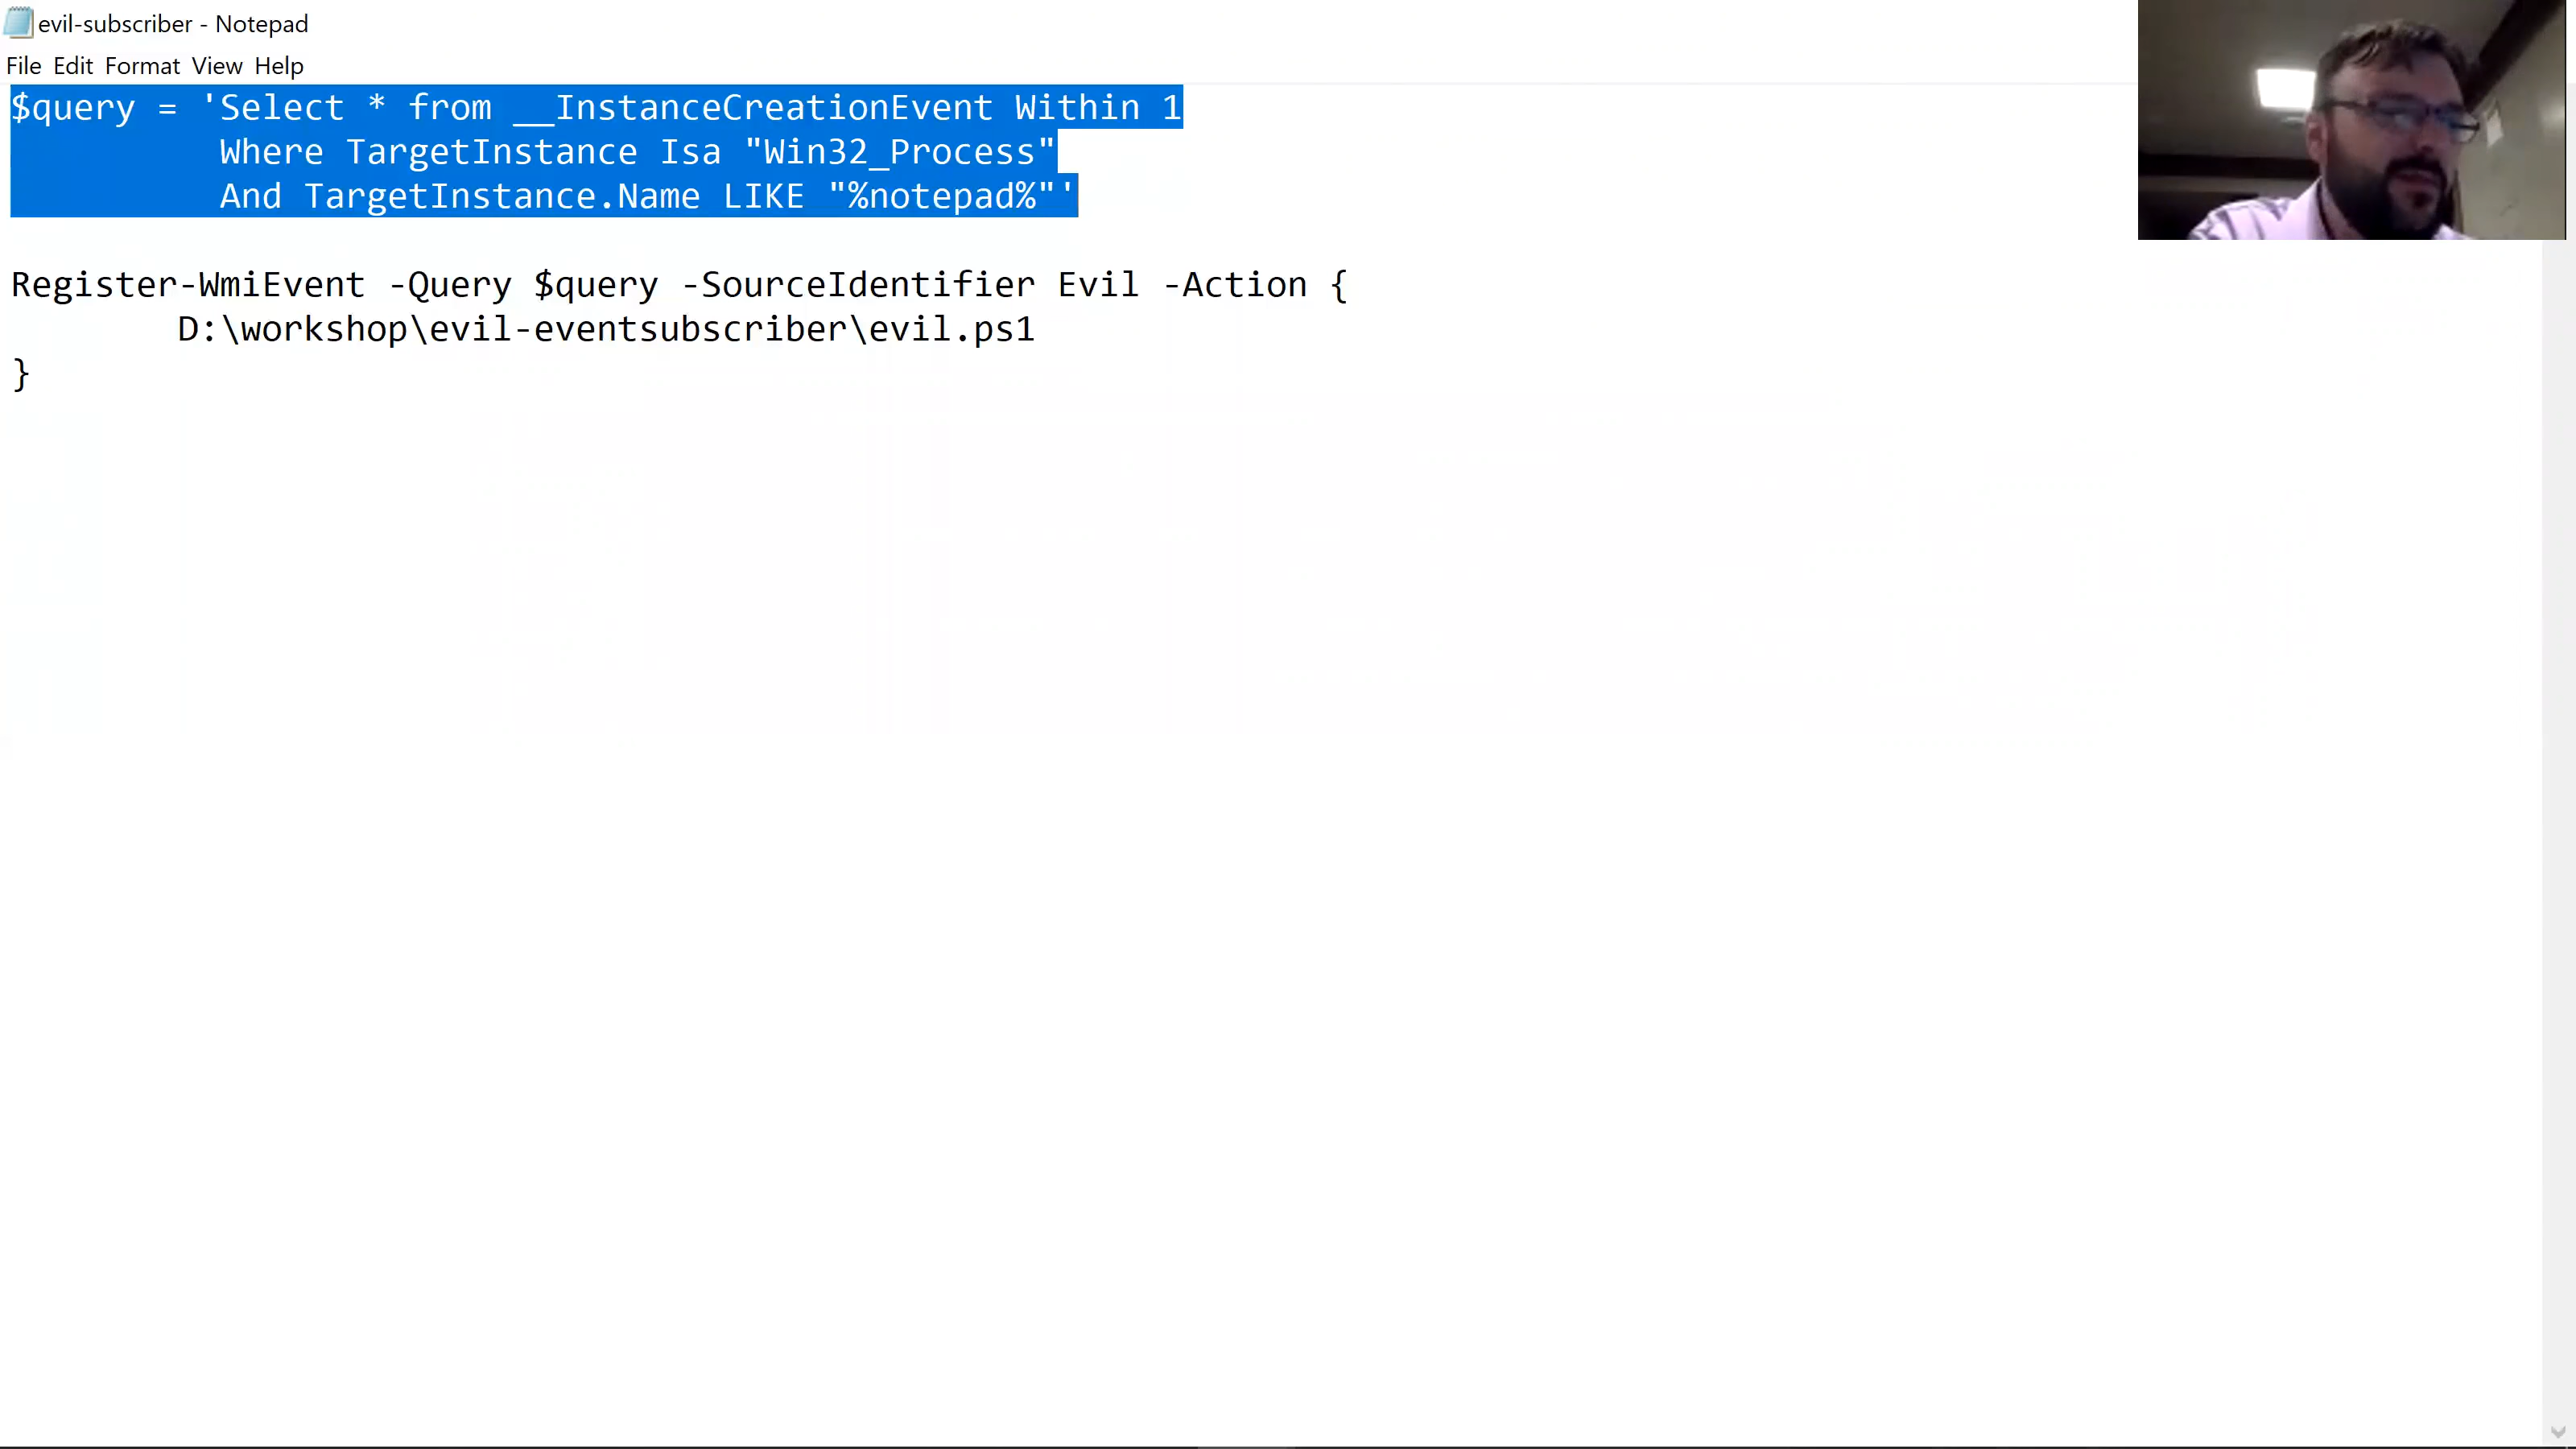 evil-subscriber - Notepad
File Edit Format View Help
$query = 'Select * from __InstanceCreationEvent Within 1
          Where TargetInstance Isa "Win32_Process"
          And TargetInstance.Name LIKE "%notepad%"'
Register-WmiEvent -Query $query -SourceIdentifier Evil -Action {
        D:\workshop\evil-eventsubscriber\evil.ps1
}